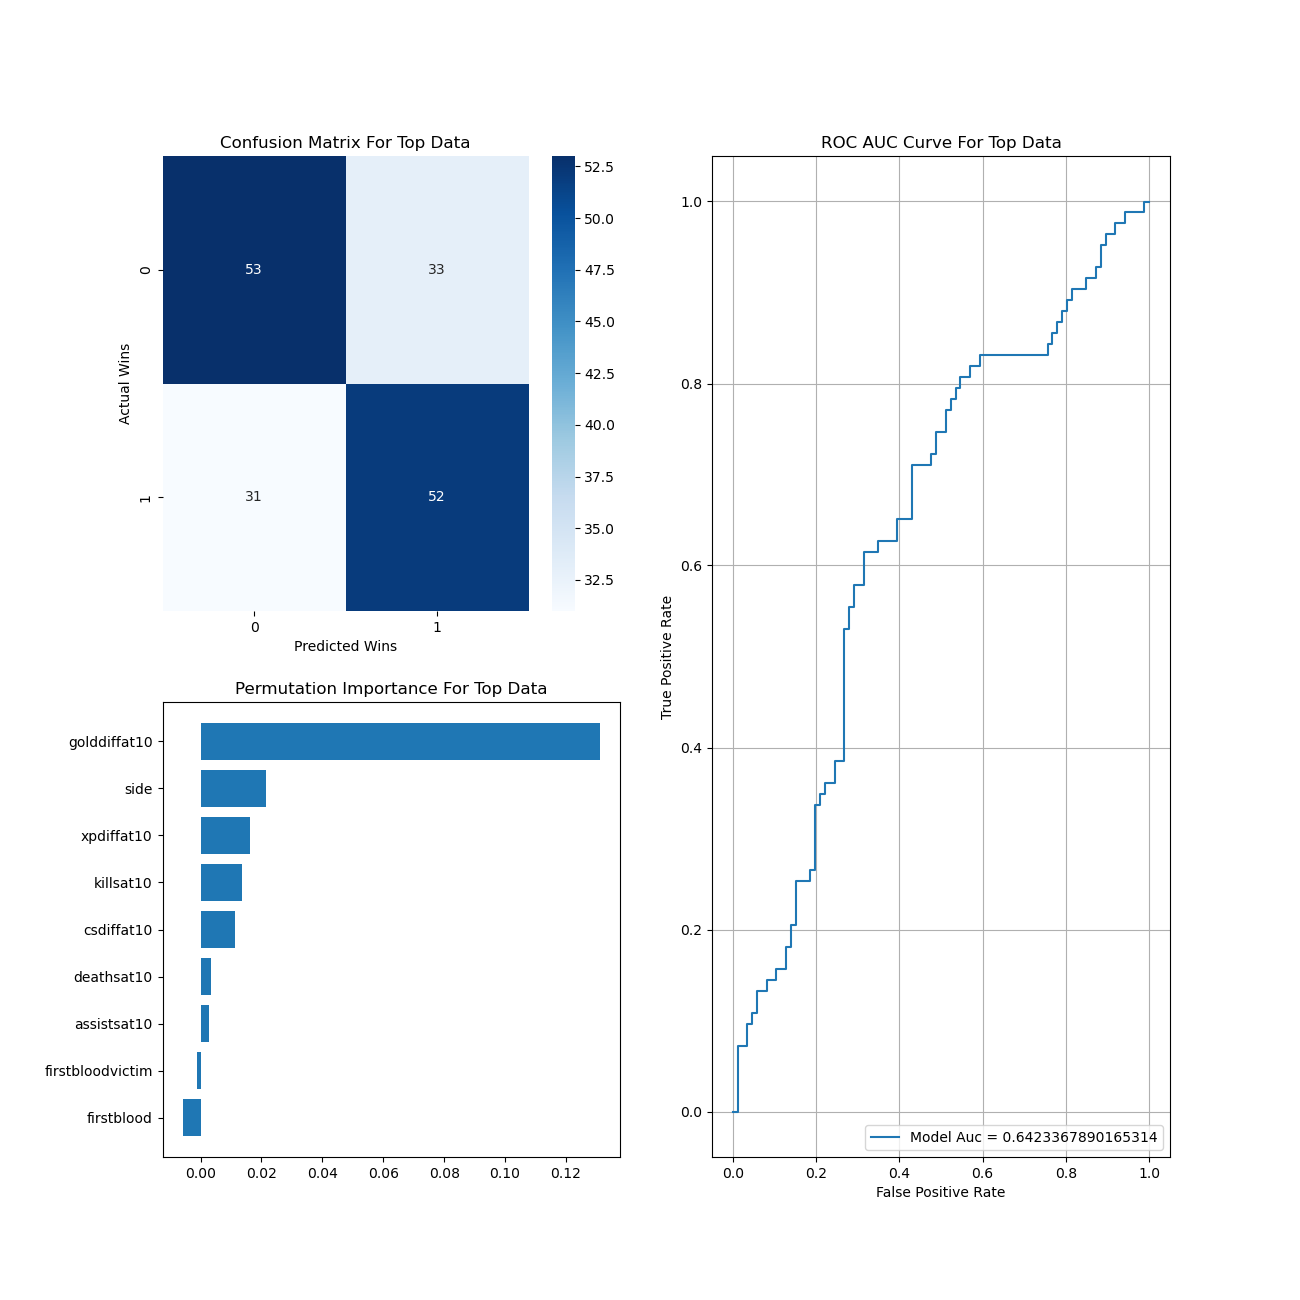 Confusion Matrix For Top Data
53
33
31
52
0
1
Actual Wins
0
1
Predicted Wins
52.5
50.0
47.5
45.0
42.5
40.0
37.5
35.0
32.5
Permutation Importance For Top Data
golddiffat10
side
xpdiffat10
killsat10
csdiffat10
deathsat10
assistsat10
firstbloodvictim
firstblood
0.00
0.02
0.04
0.06
0.08
0.10
0.12
ROC AUC Curve For Top Data
1.0
0.8
0.6
0.4
0.2
0.0
True Positive Rate
Model Auc = 0.6423367890165314
0.0
0.2
0.4
0.6
0.8
1.0
False Positive Rate